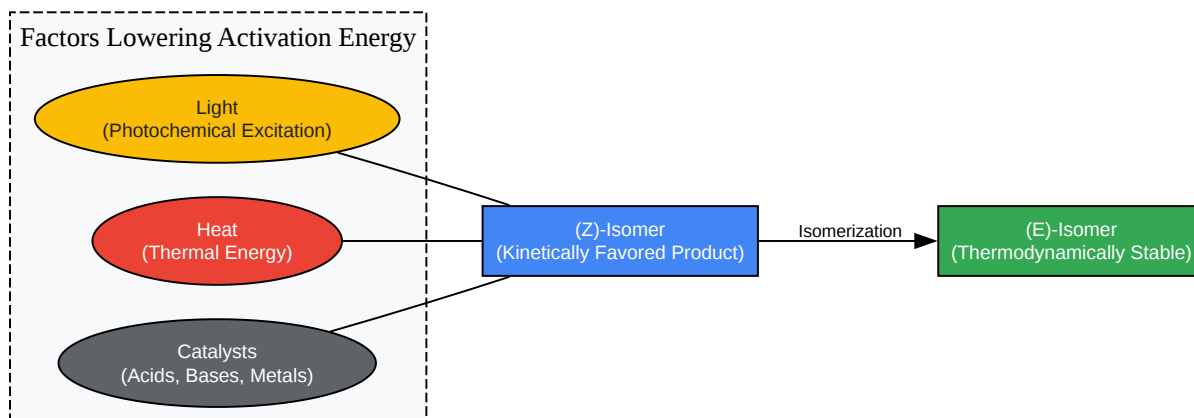 Factors Lowering Activation Energy
Light
(Photochemical Excitation)
Heat
(Thermal Energy)
Catalysts
(Acids, Bases, Metals)
(Z)-Isomer
(Kinetically Favored Product)
Isomerization
(E)-Isomer
(Thermodynamically Stable)